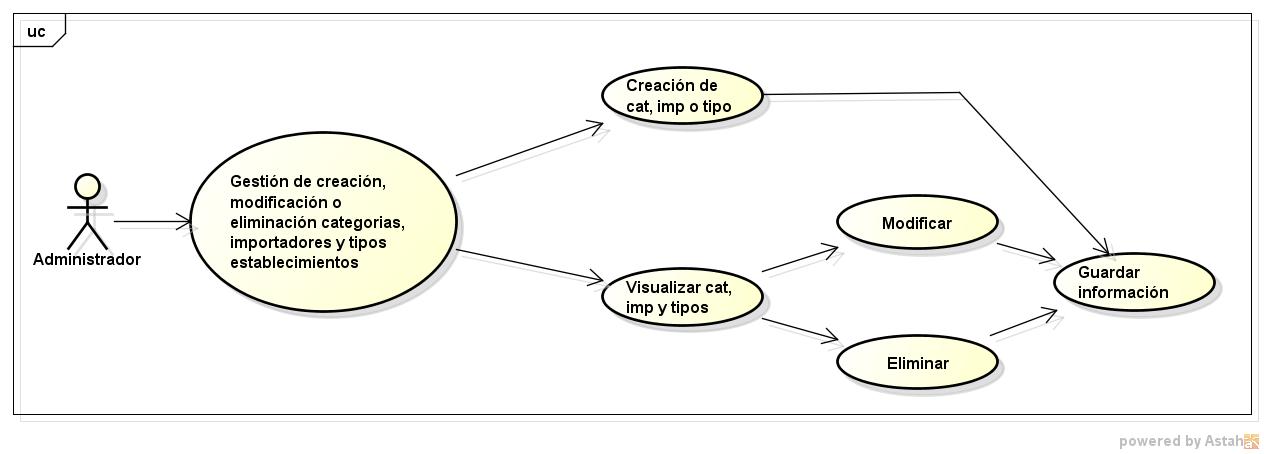 uc
Creación de
cat, imp o tipo
Gestión de creación,
modificación o
eliminación categorias,
importadores y tipos
establecimientos
Administrador
Modificar
Visualizar cat,
imp y tipos
Guardar
información
Eliminar
powered by Astah